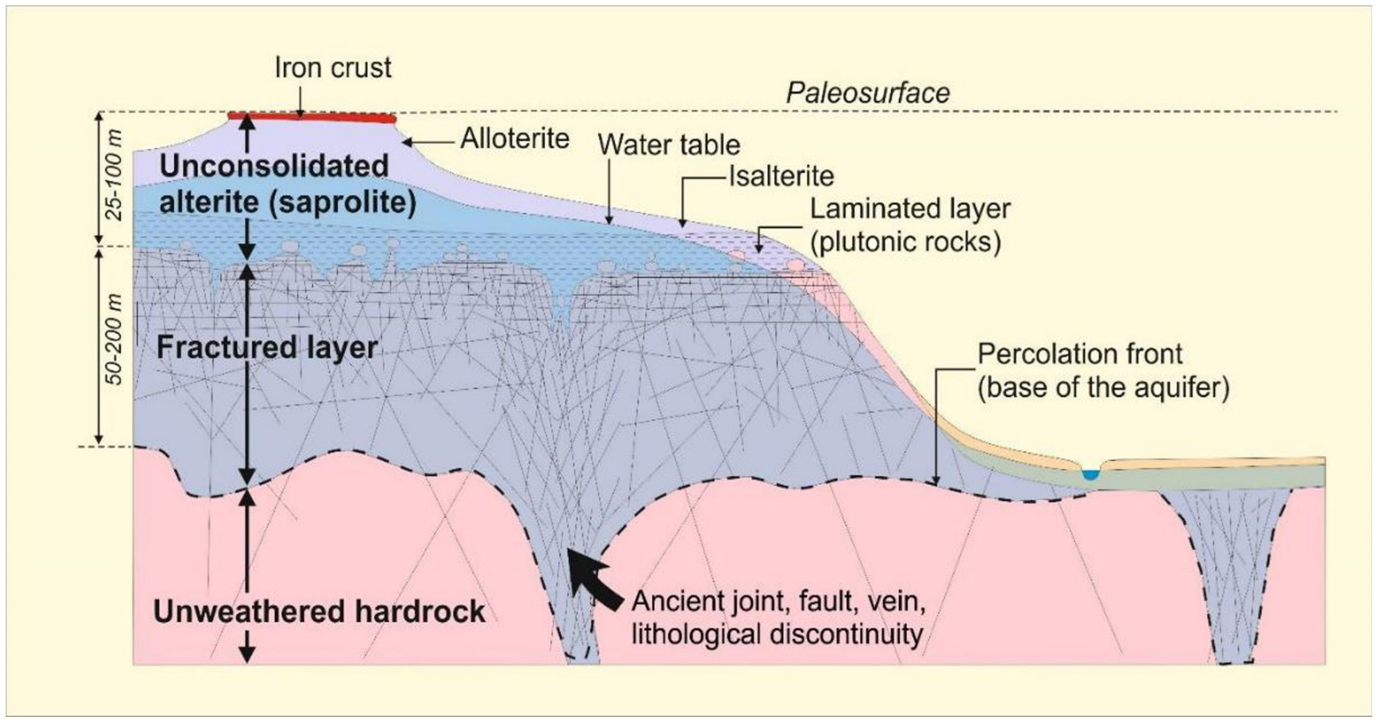 Iron crust
Paleosurface
Alloterite
Water table
Isalterite
Laminated layer
(plutonic rocks)
25-100 m
Unconsolidated
alterite (saprolite)
50-200 m
Fractured layer
Percolation front
(base of the aquifer)
Unweathered hardrock
Ancient joint, fault, vein,
lithological discontinuity